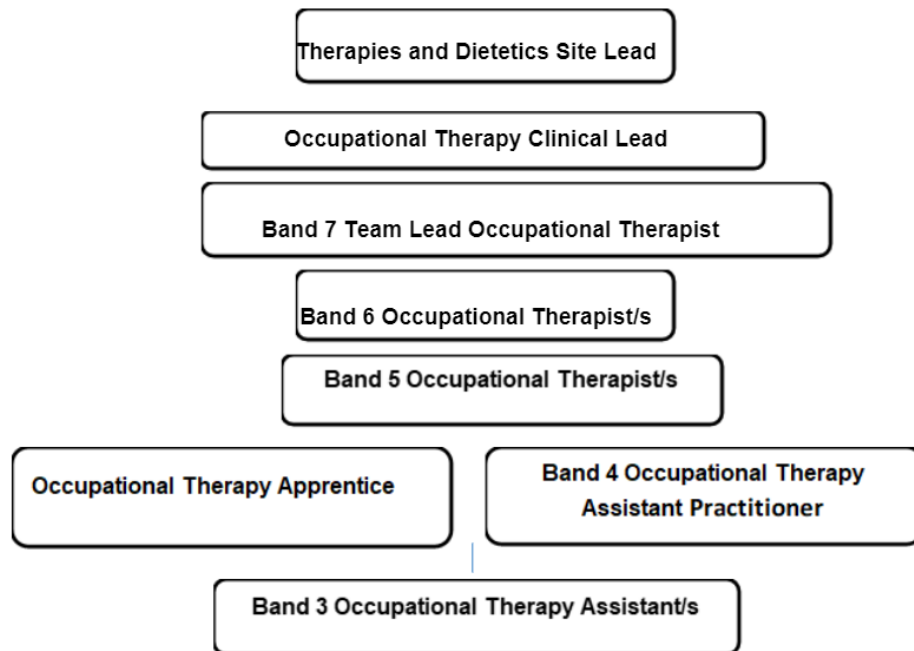 Therapies and Dietetics Site Lead
Occupational Therapy Clinical Lead
Band 7 Team Lead Occupational Therapist
Band 6 Occupational Therapist/s
Band 5 Occupational Therapist/s
Occupational Therapy Apprentice
Band 4 Occupational Therapy
Assistant Practitioner
Band 3 Occupational Therapy Assistant/s